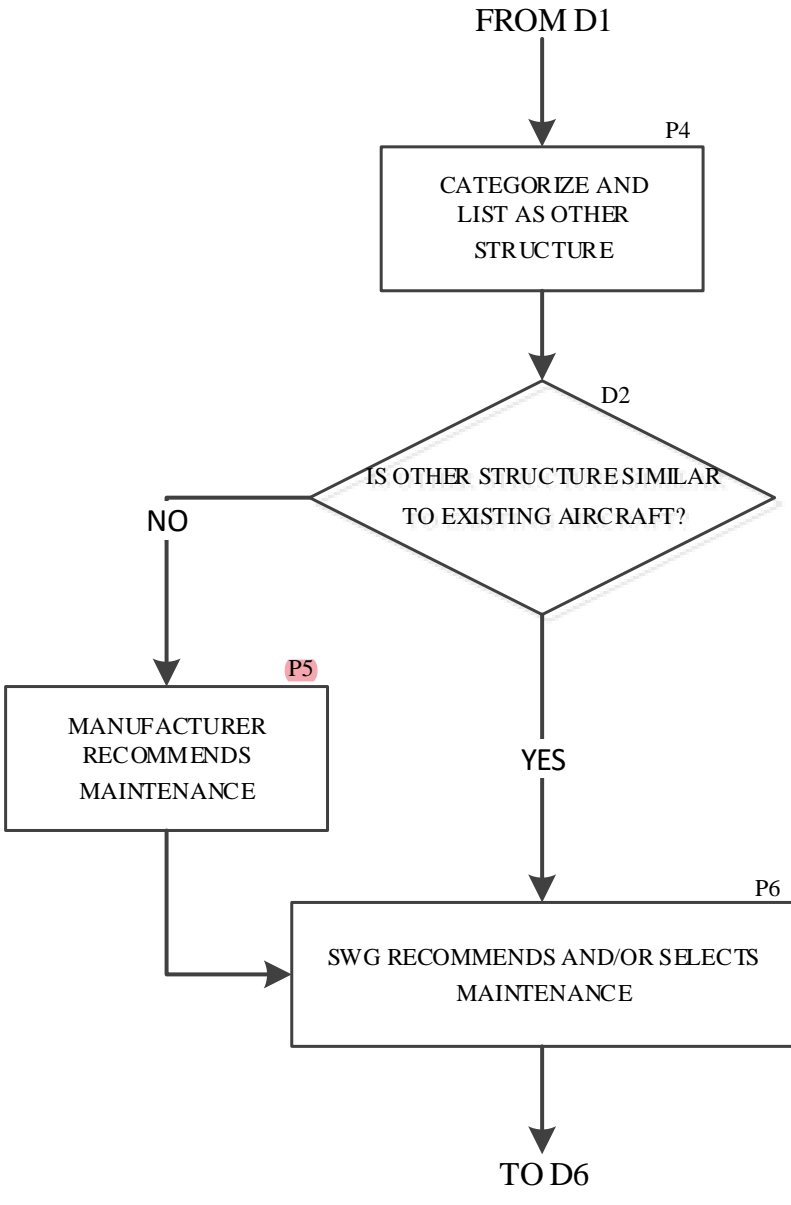 FROM D1
P4
CATEGORIZE AND
LIST AS OTHER
STRUCTURE
D2
IS OTHER STRUCTURE SIMILAR
TO EXISTING AIRCRAFT?
NO
P5
MANUFACTURER
RECOMMENDS
MAINTENANCE
YES
P6
SWG RECOMMENDS AND/OR SELECTS
MAINTENANCE
TO D6